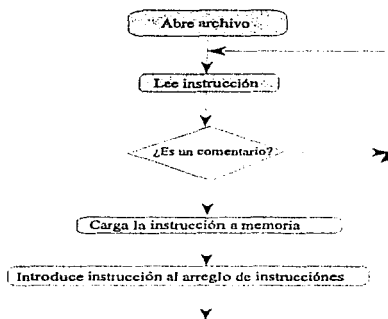 Abre archivo
Lee instrucción
¿Es un comentario?
Carga la instrucción a memoria
Introduce instrucción al arreglo de instrucciónes